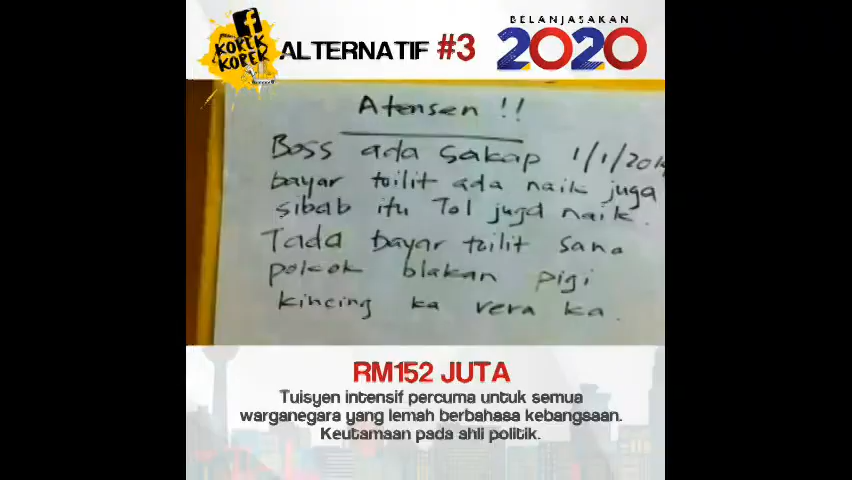 KOREK KOREK
ALTERNATIF #3
BELANJASAKAN
2020
Atensen !!
Boss ada sakap 1/1/201
bayar toilit ada naik juga
sibab itu Tol juga naik.
Tada bayar toilit sana
pokok blakan pigi
kincing ka vera ka.
RM152 JUTA
Tuisyen intensif percuma untuk semua
warganegara yang lemah berbahasa kebangsaan.
Keutamaan pada ahli politik.